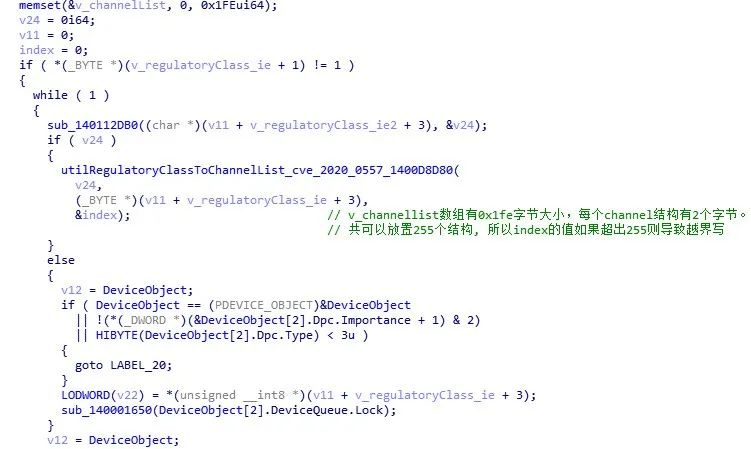 memset(&v_channelList, 0, 0x1FEui64);
v24 = 0i64;
v11 = 0;
index = 0;
if ( *(_BYTE *)(v_regulatoryClass_ie + 1) != 1 )
{
while ( 1 )
{
sub_140112DB0((char *)(v11 + v_regulatoryClass_ie2 + 3), &v24);
if ( v24 )
{
utilRegulatoryClassToChannelList_cve_2020_0557_1400D8D80(
v24,
(_BYTE *)(v11 + v_regulatoryClass_ie + 3),
&index); // v_channellist数组有0x1fe字节大小，每个channel结构有2个字节。
// 共可以放置255个结构, 所以index的值如果超出255则导致越界写
}
else
{
v12 = DeviceObject;
if ( DeviceObject == (PDEVICE_OBJECT)&DeviceObject
|| !(*(_DWORD *)(&DeviceObject[2].Dpc.Importance + 1) & 2)
|| HIBYTE(DeviceObject[2].Dpc.Type) < 3u )
{
goto LABEL_20;
}
LODWORD(v22) = *(unsigned __int8 *)(v11 + v_regulatoryClass_ie + 3);
sub_140001650(DeviceObject[2].DeviceQueue.Lock);
}
v12 = DeviceObject;